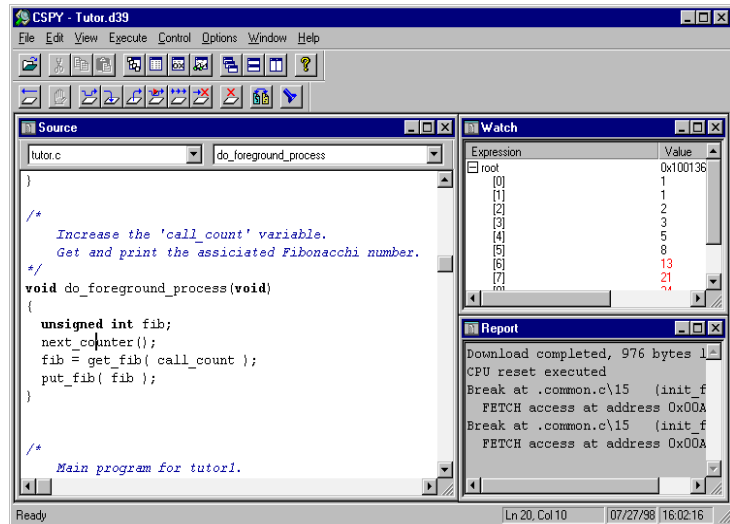 CSPY - Tutor.d39
File Edit View Execute Control Options Window Help
Source
tutor.c do_foreground_process
}
/*
Increase the 'call_count' variable.
Get and print the assiciated Fibonacchi number.
*/
void do_foreground_process(void)
{
unsigned int fib;
next_counter();
fib = get_fib( call_count );
put_fib( fib );
}
/*
Main program for tutor1.
Watch
Expression Value
root 0x100136
[0] 1
[1] 1
[2] 2
[3] 3
[4] 5
[5] 8
[6] 13
[7] 21
Report
Download completed, 976 bytes l
CPU reset executed
Break at .common.c\15 (init_f
FETCH access at address 0x00A
Break at .common.c\15 (init_f
FETCH access at address 0x00A
Ready Ln 20, Col 10 07/27/98 16:02:16